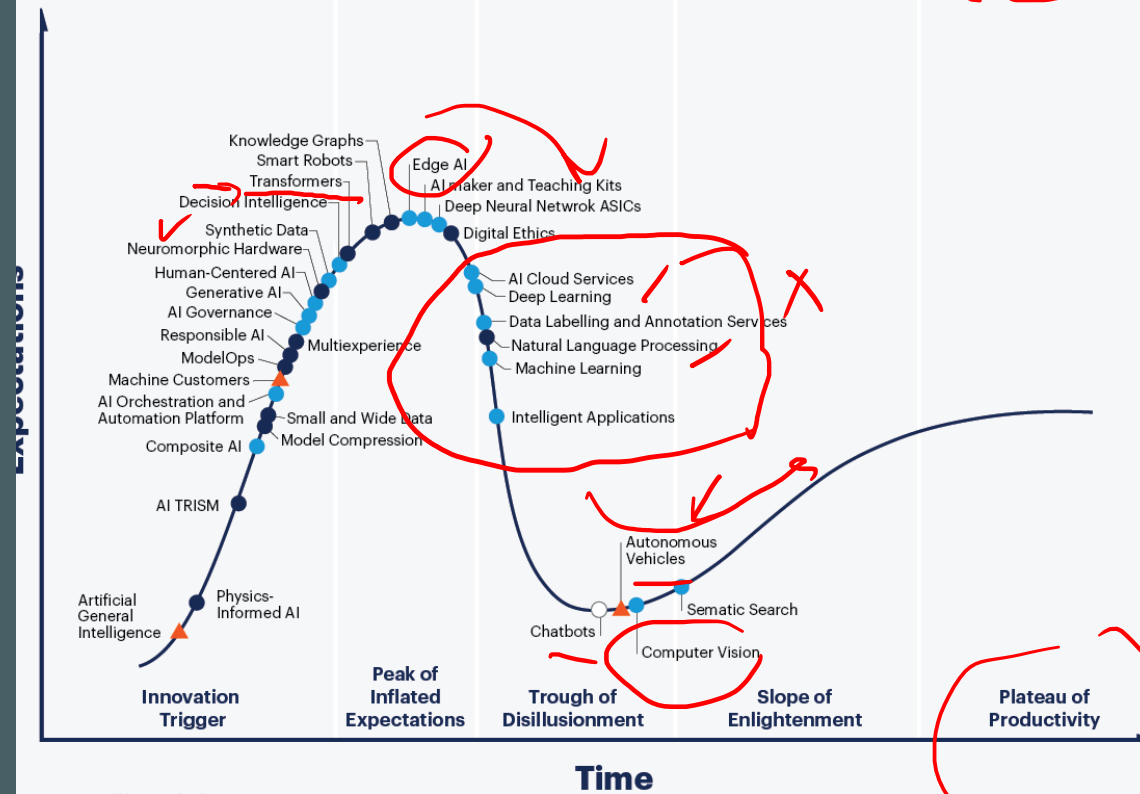 Knowledge Graphs
Smart Robots
Transformers
Decision Intelligence
Synthetic Data
Neuromorphic Hardware
Human-Centered AI
Generative AI
AI Governance
Responsible AI
Multiexperience
ModelOps
Machine Customers
AI Orchestration and
Automation Platform
Small and Wide Data
Model Compression
Composite AI
AI TRISM
Physics-
Informed AI
Artificial
General
Intelligence
Edge AI
AI maker and Teaching Kits
Deep Neural Netwrok ASICs
Digital Ethics
AI Cloud Services
Deep Learning
Data Labelling and Annotation Services
Natural Language Processing
Machine Learning
Intelligent Applications
Autonomous
Vehicles
Chatbots
Computer Vision
Sematic Search
Expectations
Innovation
Trigger
Peak of
Inflated
Expectations
Trough of
Disillusionment
Slope of
Enlightenment
Plateau of
Productivity
Time